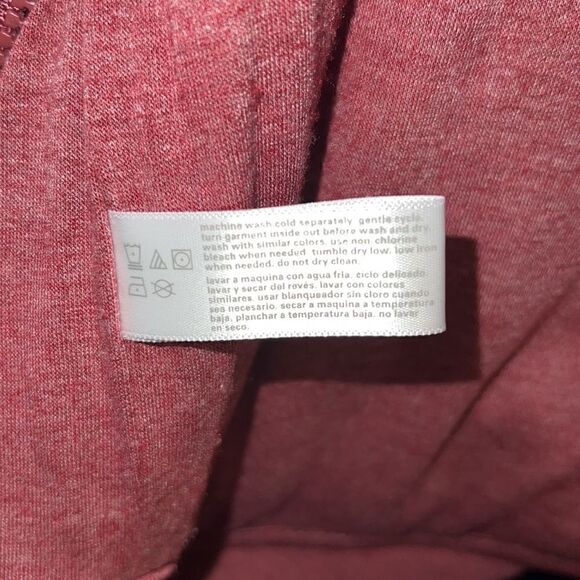 machine wash cold separately. gentle cycle.
turn garment inside out before wash and dry.
wash with similar colors. use non chlorine
bleach when needed. tumble dry low. low iron
when needed. do not dry clean.
lavar a maquina con agua fria. ciclo delicado.
lavar y secar del revés. lavar con colores
similares. usar blanqueador sin cloro cuando
sea necesario. secar a maquina a temperatura
baja. planchar a temperatura baja. no lavar
en seco.